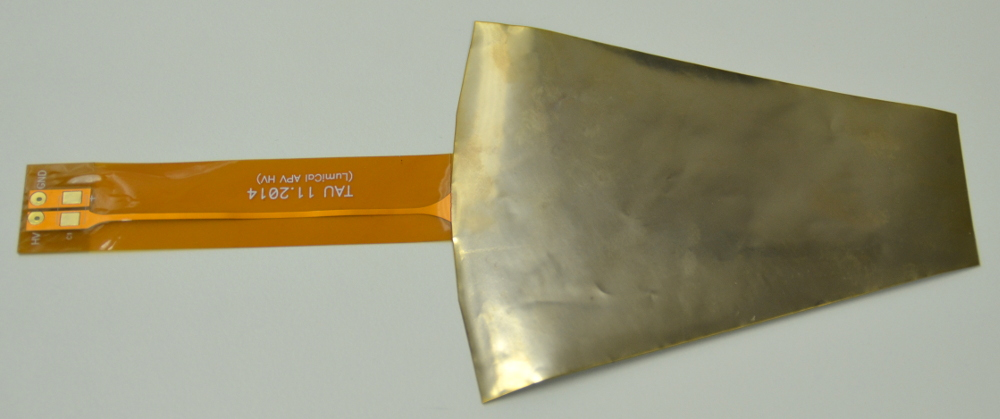 TAU 11.2014
(LumiCal APV HV)
GND
HV